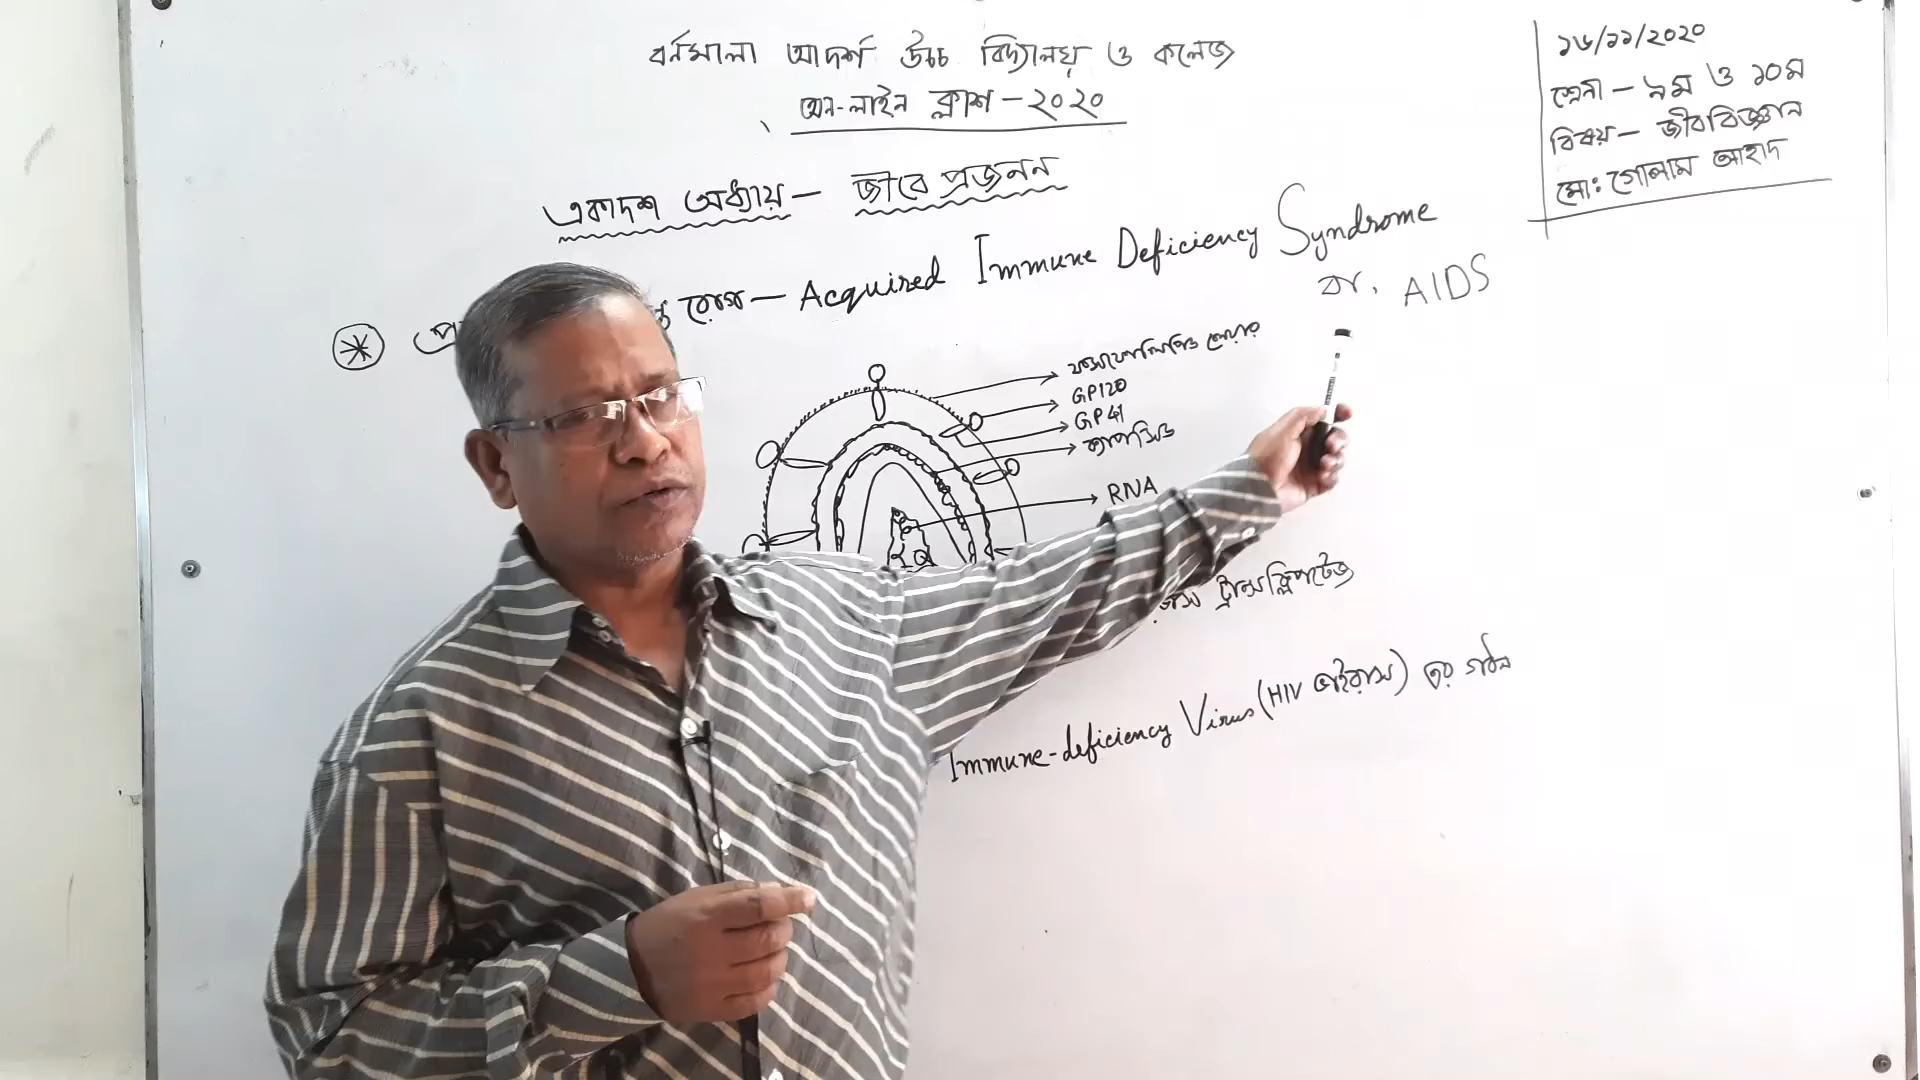 বর্নমালা আদর্শ উচ্চ বিদ্যালয় ও কলেজ
অন-লাইন ক্লাশ - ২০২০
১৬/১১/২০২০
শ্রেনী - ৯ম ও ১০ম
বিষয় - জীববিজ্ঞান
মো: গোলাম আহাদ
একাদশ অধ্যায় - জীবে প্রজনন
রোগ - Acquired Immune Deficiency Syndrome
বা, AIDS
ফসফোলিপিড লেয়ার
GP120
GP41
ক্যাপসিড
RNA
ট্রান্সক্রিপটেজ
Immune-deficiency Virus (HIV ভাইরাস) এর গঠন